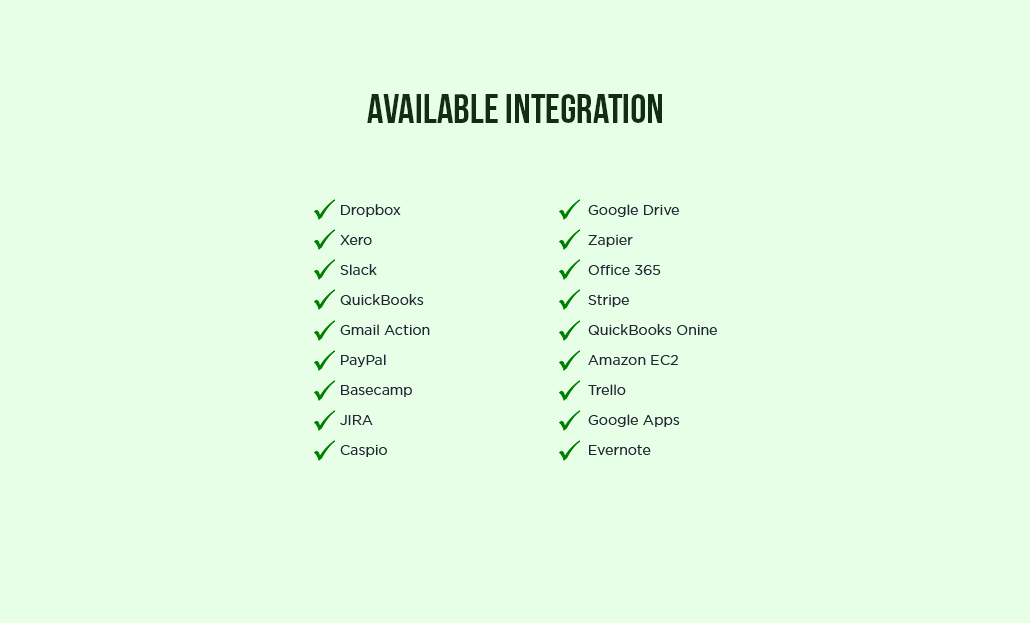 AVAILABLE INTEGRATION
Dropbox
Xero
Slack
QuickBooks
Gmail Action
PayPal
Basecamp
JIRA
Caspio
Google Drive
Zapier
Office 365
Stripe
QuickBooks Onine
Amazon EC2
Trello
Google Apps
Evernote